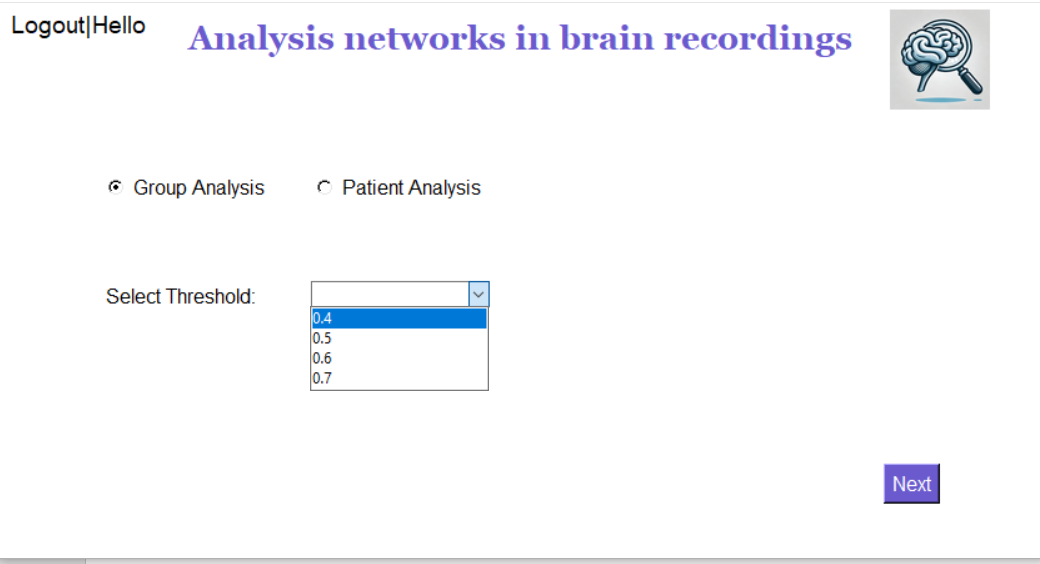 Logout|Hello
Analysis networks in brain recordings
Group Analysis
Patient Analysis
Select Threshold:
0.4
0.5
0.6
0.7
Next